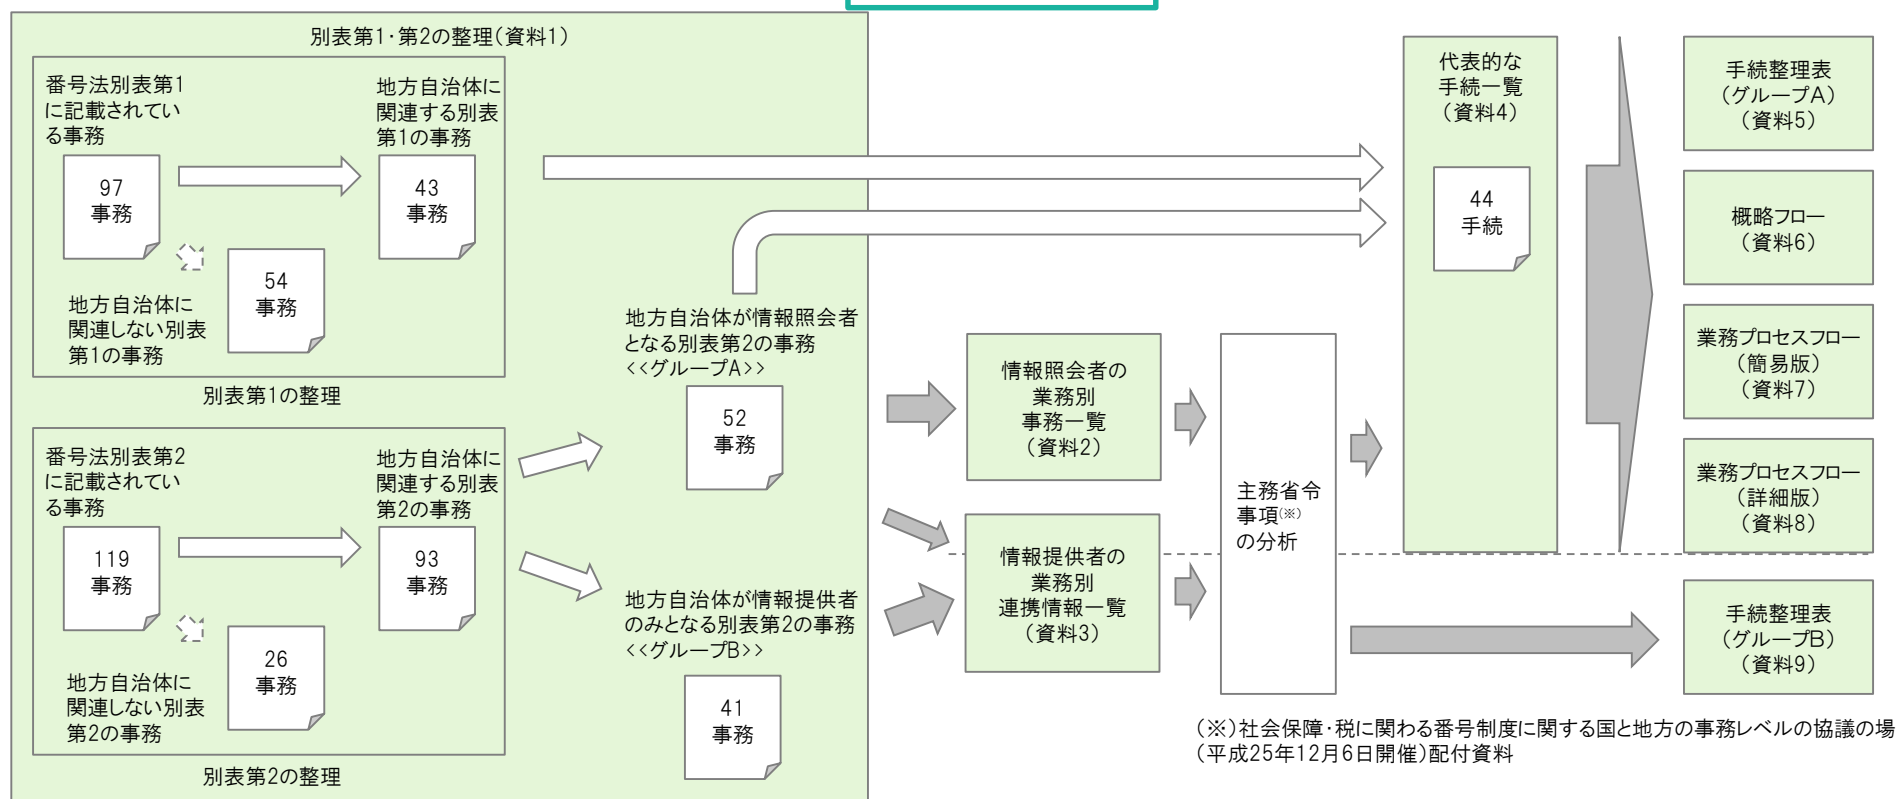 別表第1・第2の整理(資料1)
番号法別表第1
に記載されてい
る事務
97
事務
地方自治体に
関連する別表
第1の事務
43
事務
54
事務
地方自治体に
関連しない別表
第1の事務
別表第1の整理
番号法別表第2
に記載されてい
る事務
119
事務
地方自治体に
関連する別表
第2の事務
93
事務
26
事務
地方自治体に
関連しない別表
第2の事務
別表第2の整理
地方自治体が情報照会者
となる別表第2の事務
<<グループA>>
52
事務
地方自治体が情報提供者
のみとなる別表第2の事務
<<グループB>>
41
事務
情報照会者の
業務別
事務一覧
(資料2)
情報提供者の
業務別
連携情報一覧
(資料3)
主務省令
事項(※)
の分析
代表的な
手続一覧
(資料4)
44
手続
手続整理表
(グループA)
(資料5)
概略フロー
(資料6)
業務プロセスフロー
(簡易版)
(資料7)
業務プロセスフロー
(詳細版)
(資料8)
手続整理表
(グループB)
(資料9)
(※)社会保障・税に関わる番号制度に関する国と地方の事務レベルの協議の場
(平成25年12月6日開催)配付資料